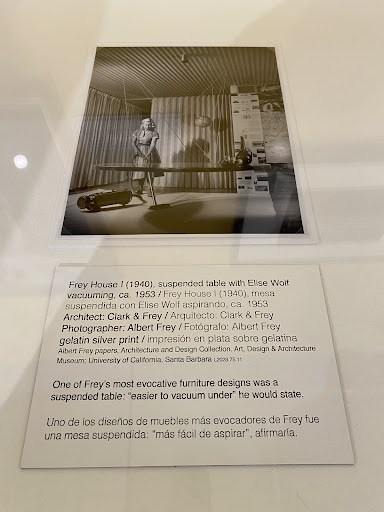 Frey House I (1940), suspended table with Elise Wolf
vacuuming, ca. 1953 / Frey House I (1940), mesa
suspendida con Elise Wolf aspirando, ca. 1953
Architect: Clark & Frey / Arquitecto: Clark & Frey
Photographer: Albert Frey / Fotógrafo: Albert Frey
gelatin silver print / impresión en plata sobre gelatina
Albert Frey papers, Architecture and Design Collection. Art, Design & Architecture
Museum; University of California, Santa Barbara L2023.75.11
One of Frey's most evocative furniture designs was a
suspended table: "easier to vacuum under" he would state.
Uno de los diseños de muebles más evocadores de Frey fue
una mesa suspendida: "más fácil de aspirar", afirmaría.